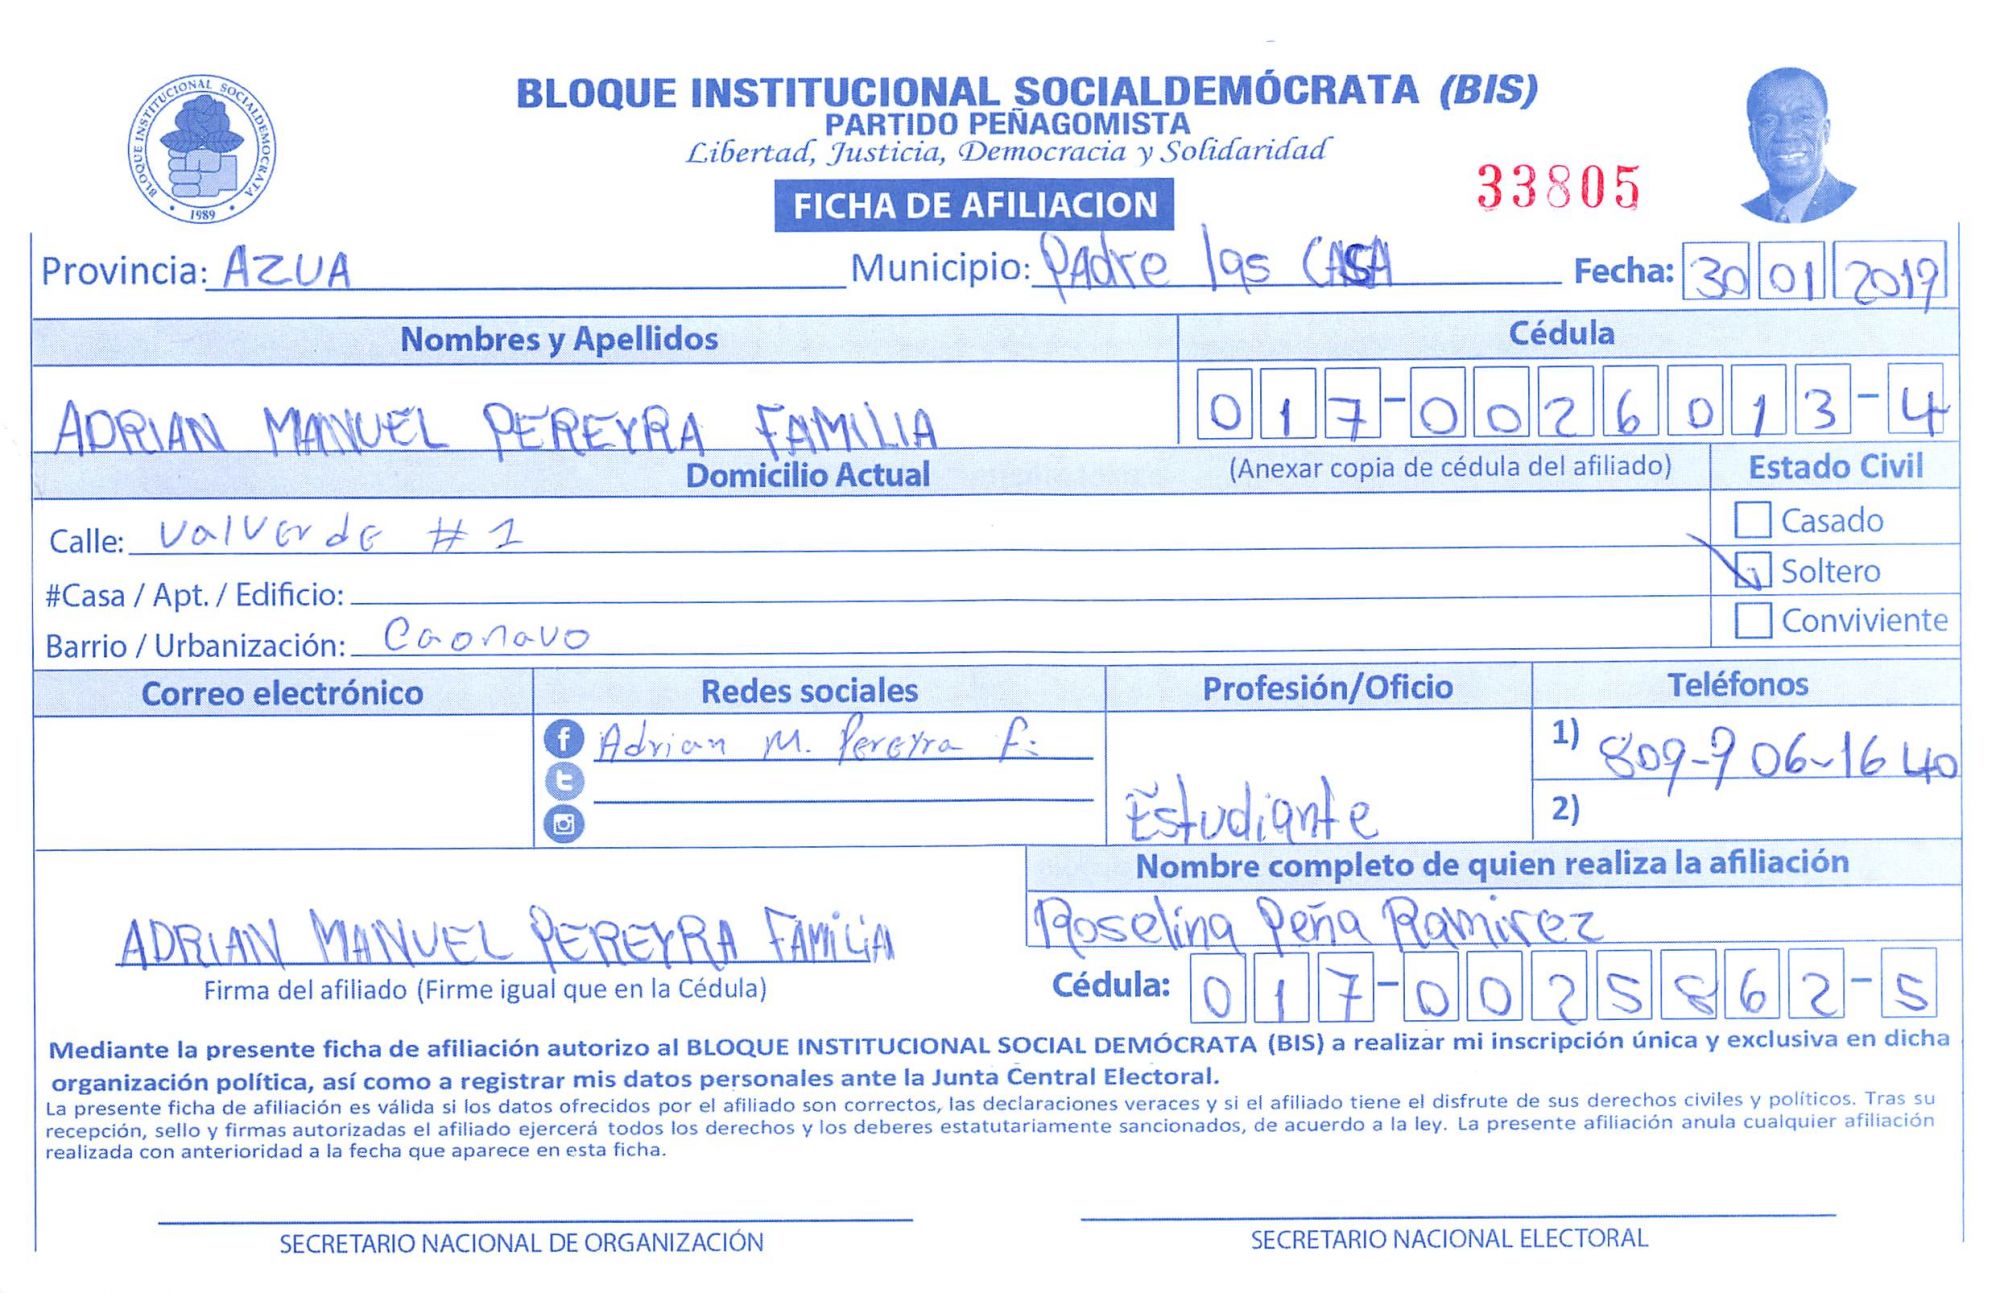 BLOQUE INSTITUCIONAL SOCIALDEMÓCRATA (BIS)
PARTIDO PEÑAGOMISTA
Libertad, Justicia, Democracia y Solidaridad
BLOQUE INSTITUCIONAL SOCIALDEMOCRATA
1989
33805
FICHA DE AFILIACION
Provincia: AZUA Municipio: PAdre las CASA Fecha: 30 01 2019
Nombres y Apellidos Cédula
ADRIAN MANUEL PEREYRA FAMILIA 017-0026013-4
Domicilio Actual (Anexar copia de cédula del afiliado) Estado Civil
Calle: Valverde # 1 Casado
#Casa / Apt. / Edificio: Soltero
Barrio / Urbanización: Caonavo Conviviente
Correo electrónico Redes sociales Profesión/Oficio Teléfonos
Adrian M. Pereyra F. Estudiante 1) 809-906-1640
2)
Nombre completo de quien realiza la afiliación
Roselina Peña Ramirez
ADRIAN MANUEL PEREYRA FAMILIA
Firma del afiliado (Firme igual que en la Cédula) Cédula: 017-0025862-5
Mediante la presente ficha de afiliación autorizo al BLOQUE INSTITUCIONAL SOCIAL DEMÓCRATA (BIS) a realizar mi inscripción única y exclusiva en dicha
organización política, así como a registrar mis datos personales ante la Junta Central Electoral.
La presente ficha de afiliación es válida si los datos ofrecidos por el afiliado son correctos, las declaraciones veraces y si el afiliado tiene el disfrute de sus derechos civiles y políticos. Tras su
recepción, sello y firmas autorizadas el afiliado ejercerá todos los derechos y los deberes estatutariamente sancionados, de acuerdo a la ley. La presente afiliación anula cualquier afiliación
realizada con anterioridad a la fecha que aparece en esta ficha.
SECRETARIO NACIONAL DE ORGANIZACIÓN SECRETARIO NACIONAL ELECTORAL